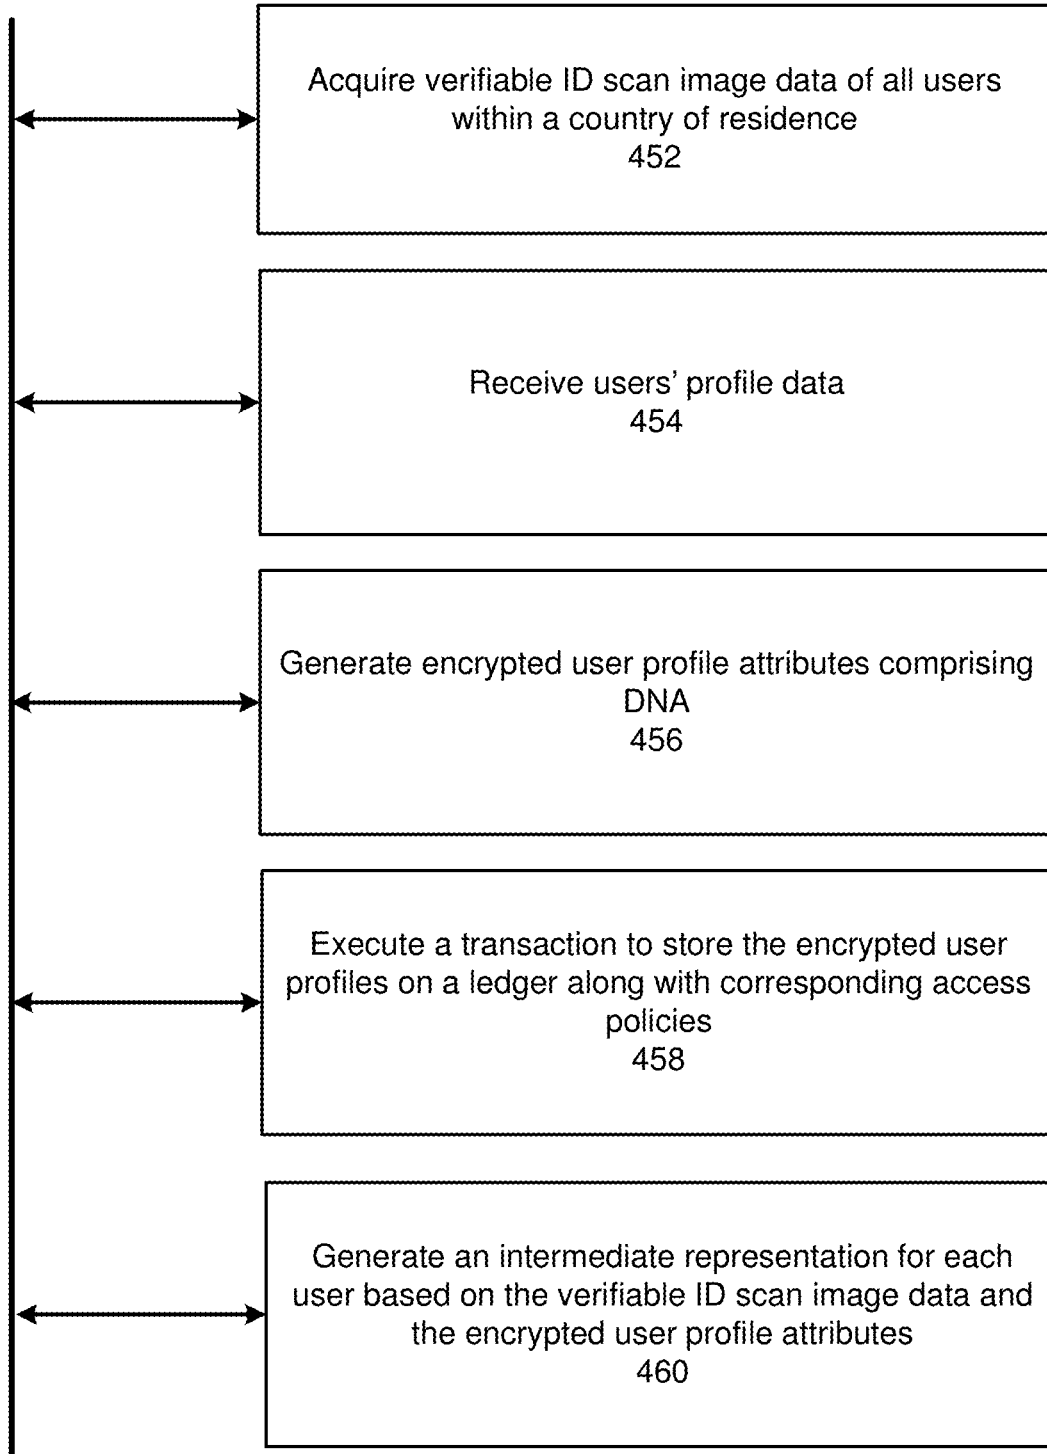 Acquire verifiable ID scan image data of all users
within a country of residence
452
Receive users’ profile data
454
Generate encrypted user profile attributes comprising
DNA
456
Execute a transaction to store the encrypted user
profiles on a ledger along with corresponding access
policies
458
Generate an intermediate representation for each
user based on the verifiable ID scan image data and
the encrypted user profile attributes
460